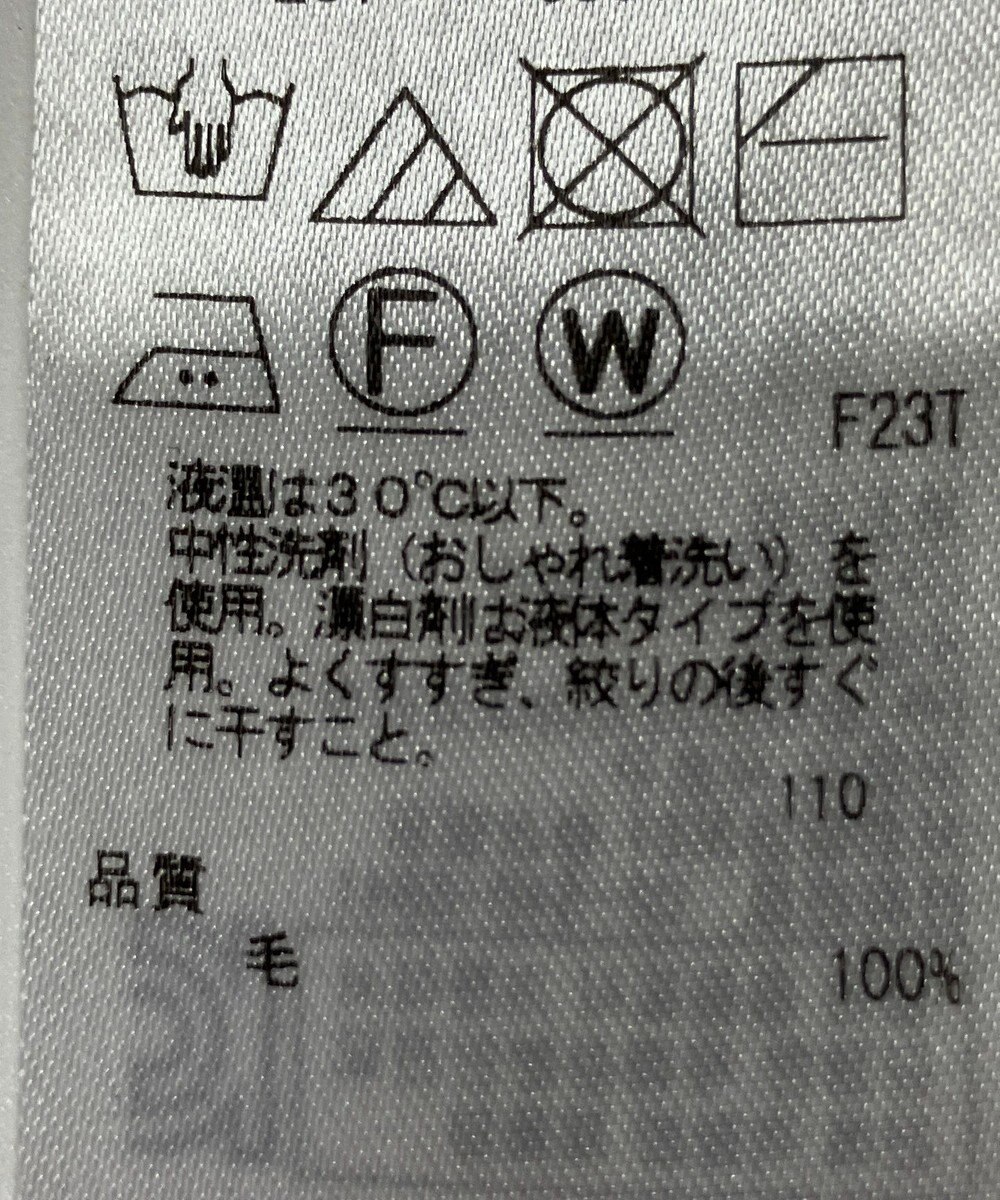 F
W
F23T
液温は30℃以下。
中性洗剤（おしゃれ着洗い）を
使用。漂白剤は液体タイプを使
用。よくすすぎ、絞りの後すぐ
に干すこと。
110
品質
毛 100%